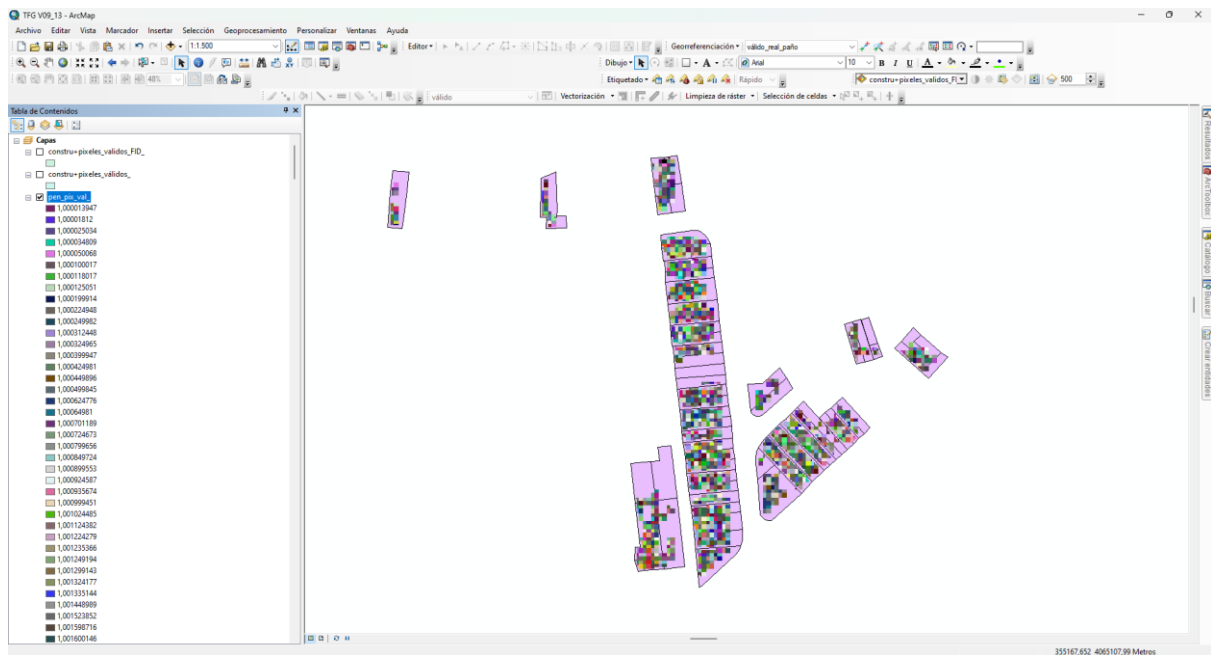 TFG V09_13 - ArcMap
Archivo Editar Vista Marcador Insertar Selección Geoprocesamiento Personalizar Ventanas Ayuda
1:1.500 Editor Georreferenciación válido_real_paño
Dibujo A Arial 10 N K S A
48% Etiquetado Rápido constru+pixeles_validos_FI 500
válido Vectorización Limpieza de ráster Selección de celdas
Tabla de Contenidos
Capas
constru+pixeles_validos_FID_
constru+pixeles_válidos_
pen_pix_val_
1,000013947
1,00001812
1,000025034
1,000034809
1,000050068
1,000100017
1,000118017
1,000125051
1,000199914
1,000224948
1,000249982
1,000312448
1,000324965
1,000399947
1,000424981
1,000449896
1,000499845
1,000624776
1,00064981
1,000701189
1,000724673
1,000799656
1,000849724
1,000899553
1,000924587
1,000935674
1,000999451
1,001024485
1,001124382
1,001224279
1,001235366
1,001249194
1,001299143
1,001324177
1,001335144
1,001448989
1,001523852
1,001598716
1,001600146
Resultados
ArcToolbox
Catálogo
Buscar
Crear entidades
355167,652 4065107,99 Metros